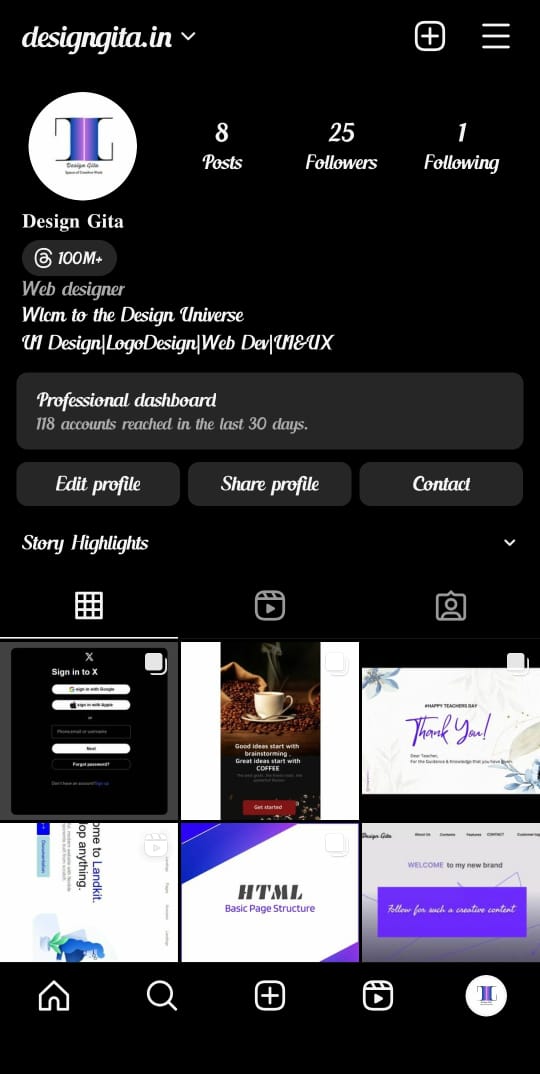 designgita.in
8 25 1
Posts Followers Following
Design Gita
Space of Creative Work
Design Gita
100M+
Web designer
Wlcm to the Design Universe
UI Design|LogoDesign|Web Dev|UI&UX
Professional dashboard
118 accounts reached in the last 30 days.
Edit profile Share profile Contact
Story Highlights
X
Sign in to X
sign in with Google
sign in with Apple
or
Phone,email or username
Next
Forgot password?
Don't have an account?Sign up
Good ideas start with
brainstorming ,
Great ideas start with
COFFEE
Get started
#HAPPY TEACHERS DAY
Thank You!
Dear Teacher,
For the Guidance & Knowledge that you have given.
ome to Landkit.
lop anything.
Documentation
Landings
Pages
Account
HTML
Basic Page Structure
Design Gita About Us Contacts Features CONTACT
WELCOME to my new brand
Follow for such a creative content